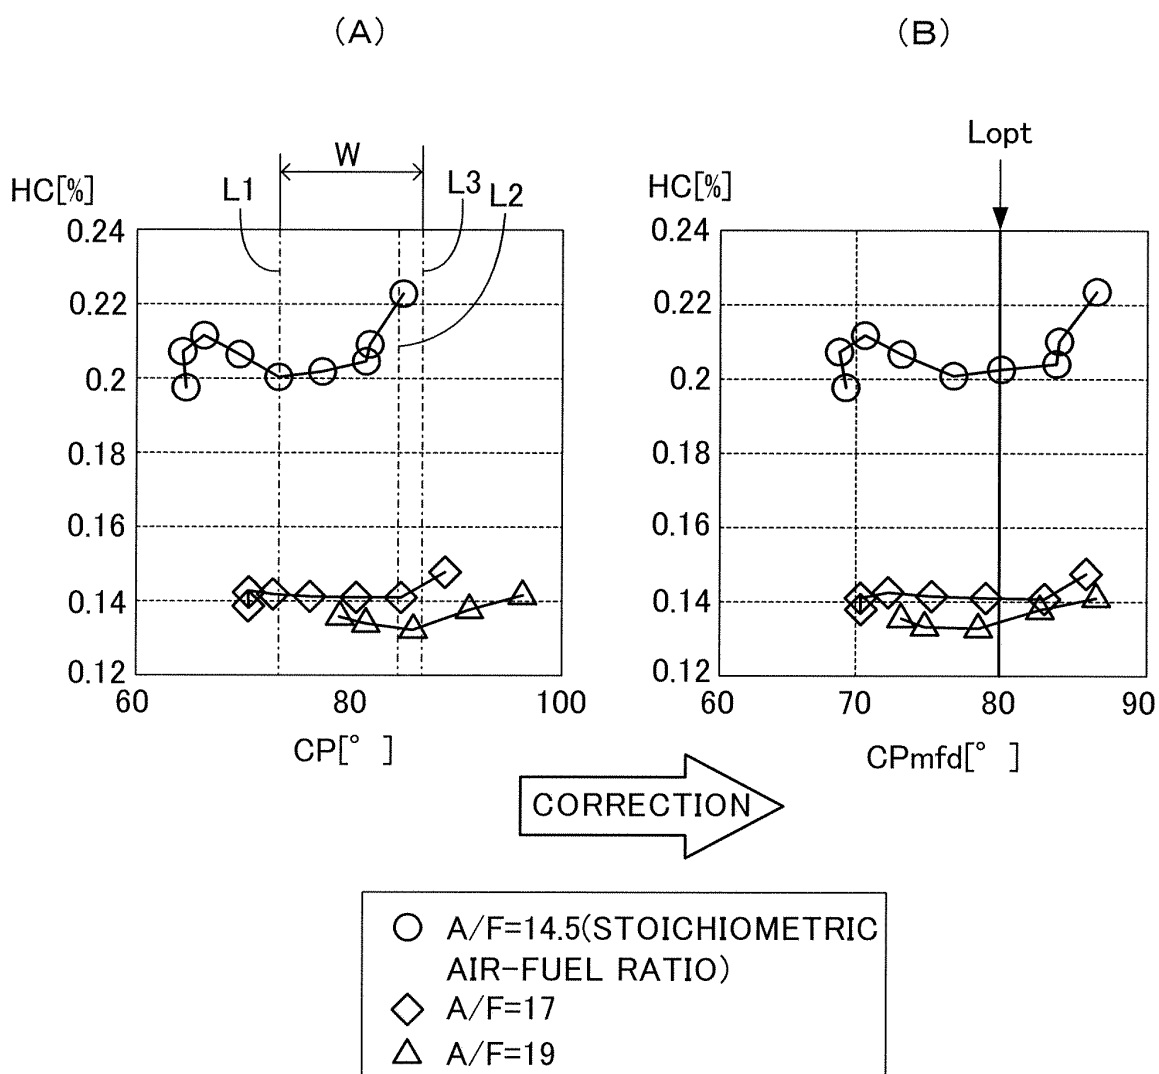 (A)
W
L1
L3
L2
HC[%]
0.24
0.22
0.2
0.18
0.16
0.14
0.12
60
80
100
CP[° ]
(B)
Lopt
HC[%]
0.24
0.22
0.2
0.18
0.16
0.14
0.12
60
70
80
90
CPmfd[° ]
CORRECTION
A/F=14.5(STOICHIOMETRIC
AIR-FUEL RATIO)
A/F=17
A/F=19